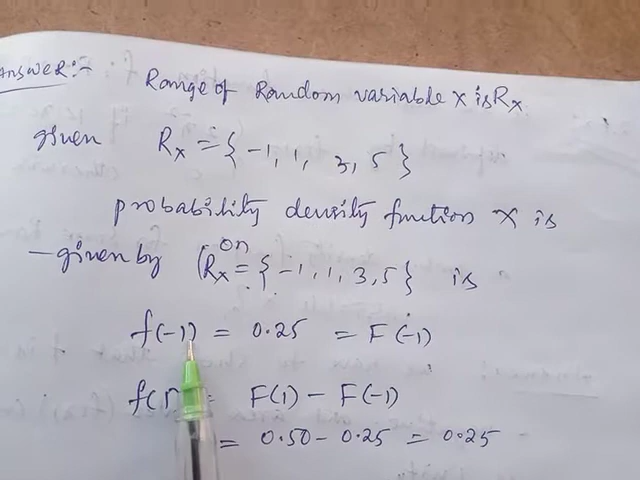 Answer:-
Range of Random variable X is Rx
given Rx = {-1, 1, 3, 5}
probability density function X is
- given by on (Rx = {-1, 1, 3, 5} is
f(-1) = 0.25 = F(-1)
f(1 = F(1) - F(-1)
= 0.50 - 0.25 = 0.25